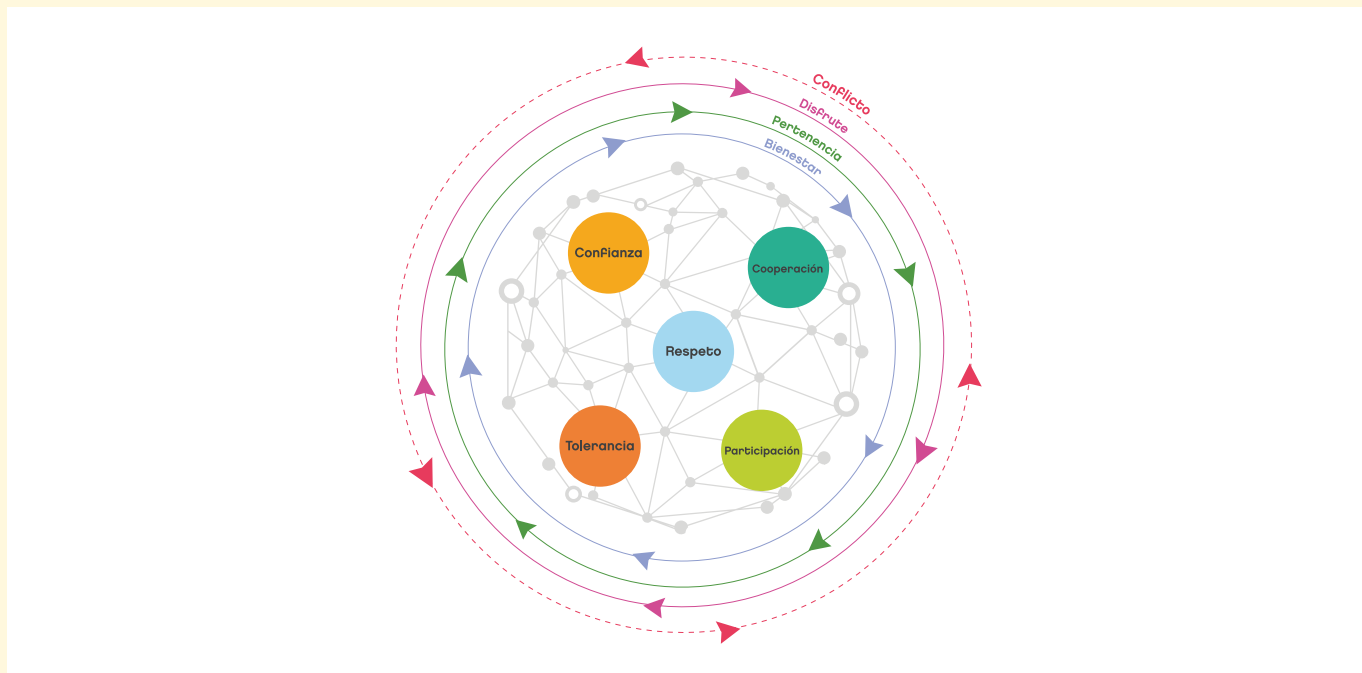 Conflicto
Disfrute
Pertenencia
Bienestar
Confianza
Cooperación
Respeto
Tolerancia
Participación